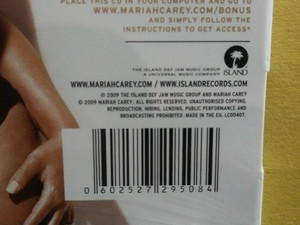 PLACE THIS CD IN YOUR COMPUTER AND GO TO
WWW.MARIAHCAREY.COM/BONUS
AND SIMPLY FOLLOW THE
INSTRUCTIONS TO GET ACCESS*
ISLAND
THE ISLAND DEF JAM MUSIC GROUP
A UNIVERSAL MUSIC COMPANY
WWW.MARIAHCAREY.COM / WWW.ISLANDRECORDS.COM
℗ 2009 THE ISLAND DEF JAM MUSIC GROUP AND MARIAH CAREY
© 2009 MARIAH CAREY. ALL RIGHTS RESERVED. UNAUTHORISED COPYING,
REPRODUCTION, HIRING, LENDING, PUBLIC PERFORMANCE AND
BROADCASTING PROHIBITED. MADE IN THE EU. LC00407.
0 602527 295084